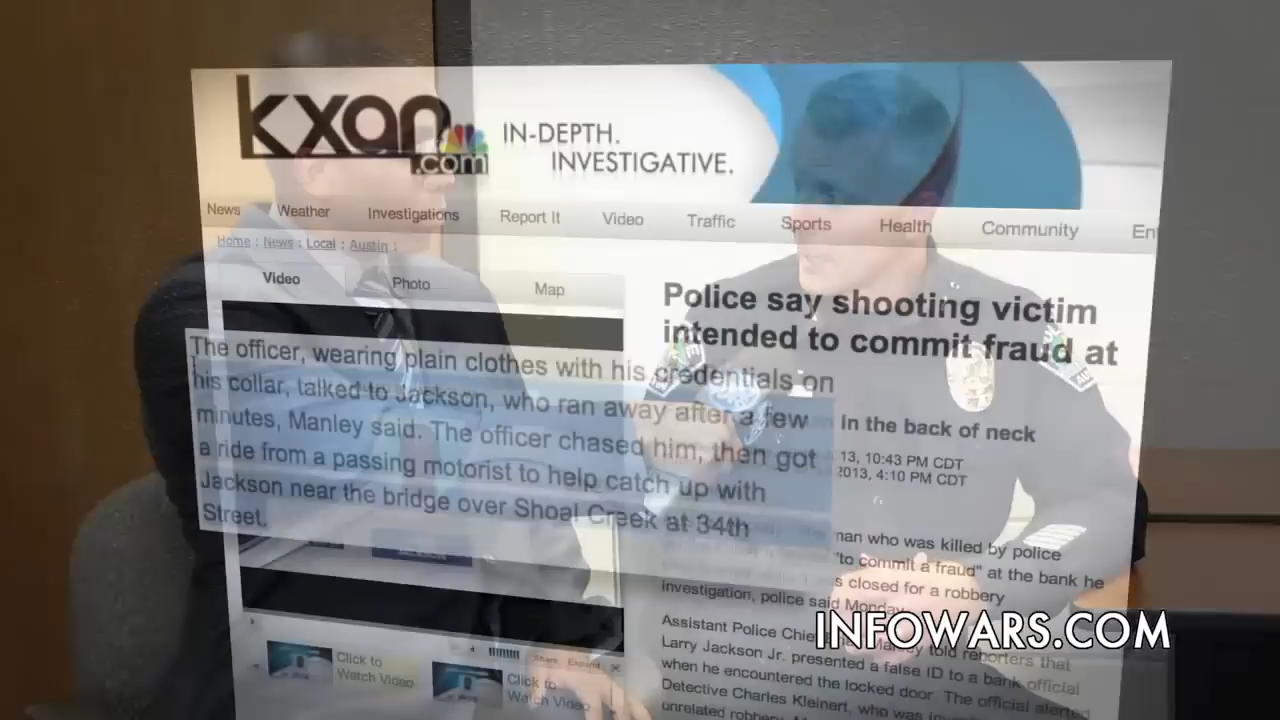 kxan
.com
IN-DEPTH.
INVESTIGATIVE.
News Weather Investigations Report It Video Traffic Sports Health Community En
Home : News : Local : Austin :
Video Photo Map
Police say shooting victim
intended to commit fraud at
The officer, wearing plain clothes with his credentials on
his collar, talked to Jackson, who ran away after a few
minutes, Manley said. The officer chased him, then got
a ride from a passing motorist to help catch up with
Jackson near the bridge over Shoal Creek at 34th
Street.
In the back of neck
13, 10:43 PM CDT
2013, 4:10 PM CDT
man who was killed by police
"to commit a fraud" at the bank he
s closed for a robbery
investigation, police said Monday.
Assistant Police Chief Manley told reporters that
Larry Jackson Jr. presented a false ID to a bank official
when he encountered the locked door. The official alerted
Detective Charles Kleinert, who was
unrelated
Share Expand
Click to
Watch Video
Click to
Watch Video
INFOWARS.COM